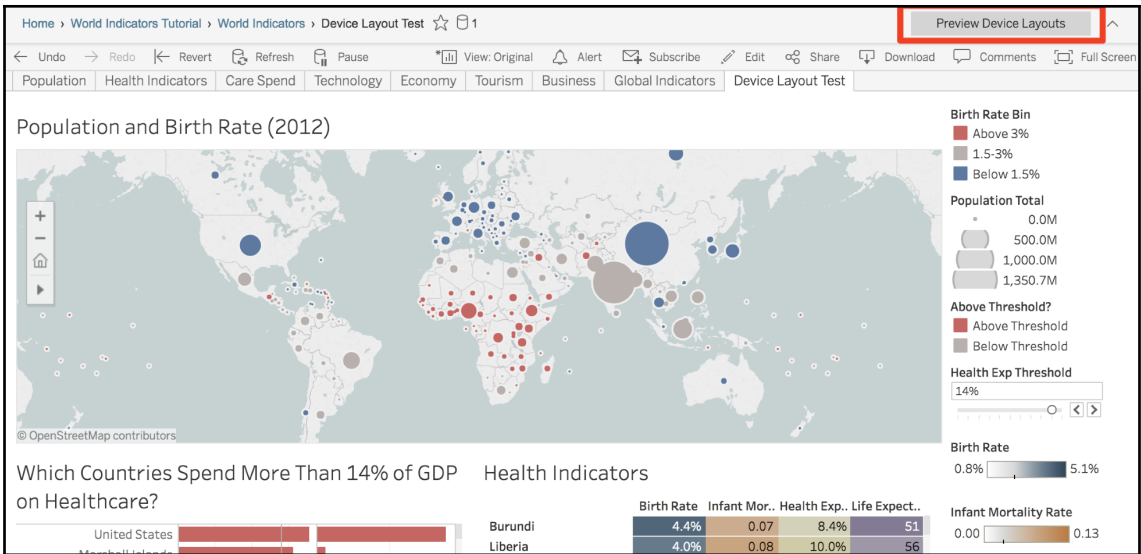 Home › World Indicators Tutorial › World Indicators › Device Layout Test 1 Preview Device Layouts
Undo Redo Revert Refresh Pause View: Original Alert Subscribe Edit Share Download Comments Full Screen
Population Health Indicators Care Spend Technology Economy Tourism Business Global Indicators Device Layout Test
Population and Birth Rate (2012)
© OpenStreetMap contributors
Birth Rate Bin
Above 3%
1.5-3%
Below 1.5%
Population Total
0.0M
500.0M
1,000.0M
1,350.7M
Above Threshold?
Above Threshold
Below Threshold
Health Exp Threshold
14%
Birth Rate
0.8% 5.1%
Infant Mortality Rate
0.00 0.13
Which Countries Spend More Than 14% of GDP
on Healthcare?
United States
Marshall Islands
Health Indicators
Birth Rate Infant Mor.. Health Exp.. Life Expect..
Burundi 4.4% 0.07 8.4% 51
Liberia 4.0% 0.08 10.0% 56